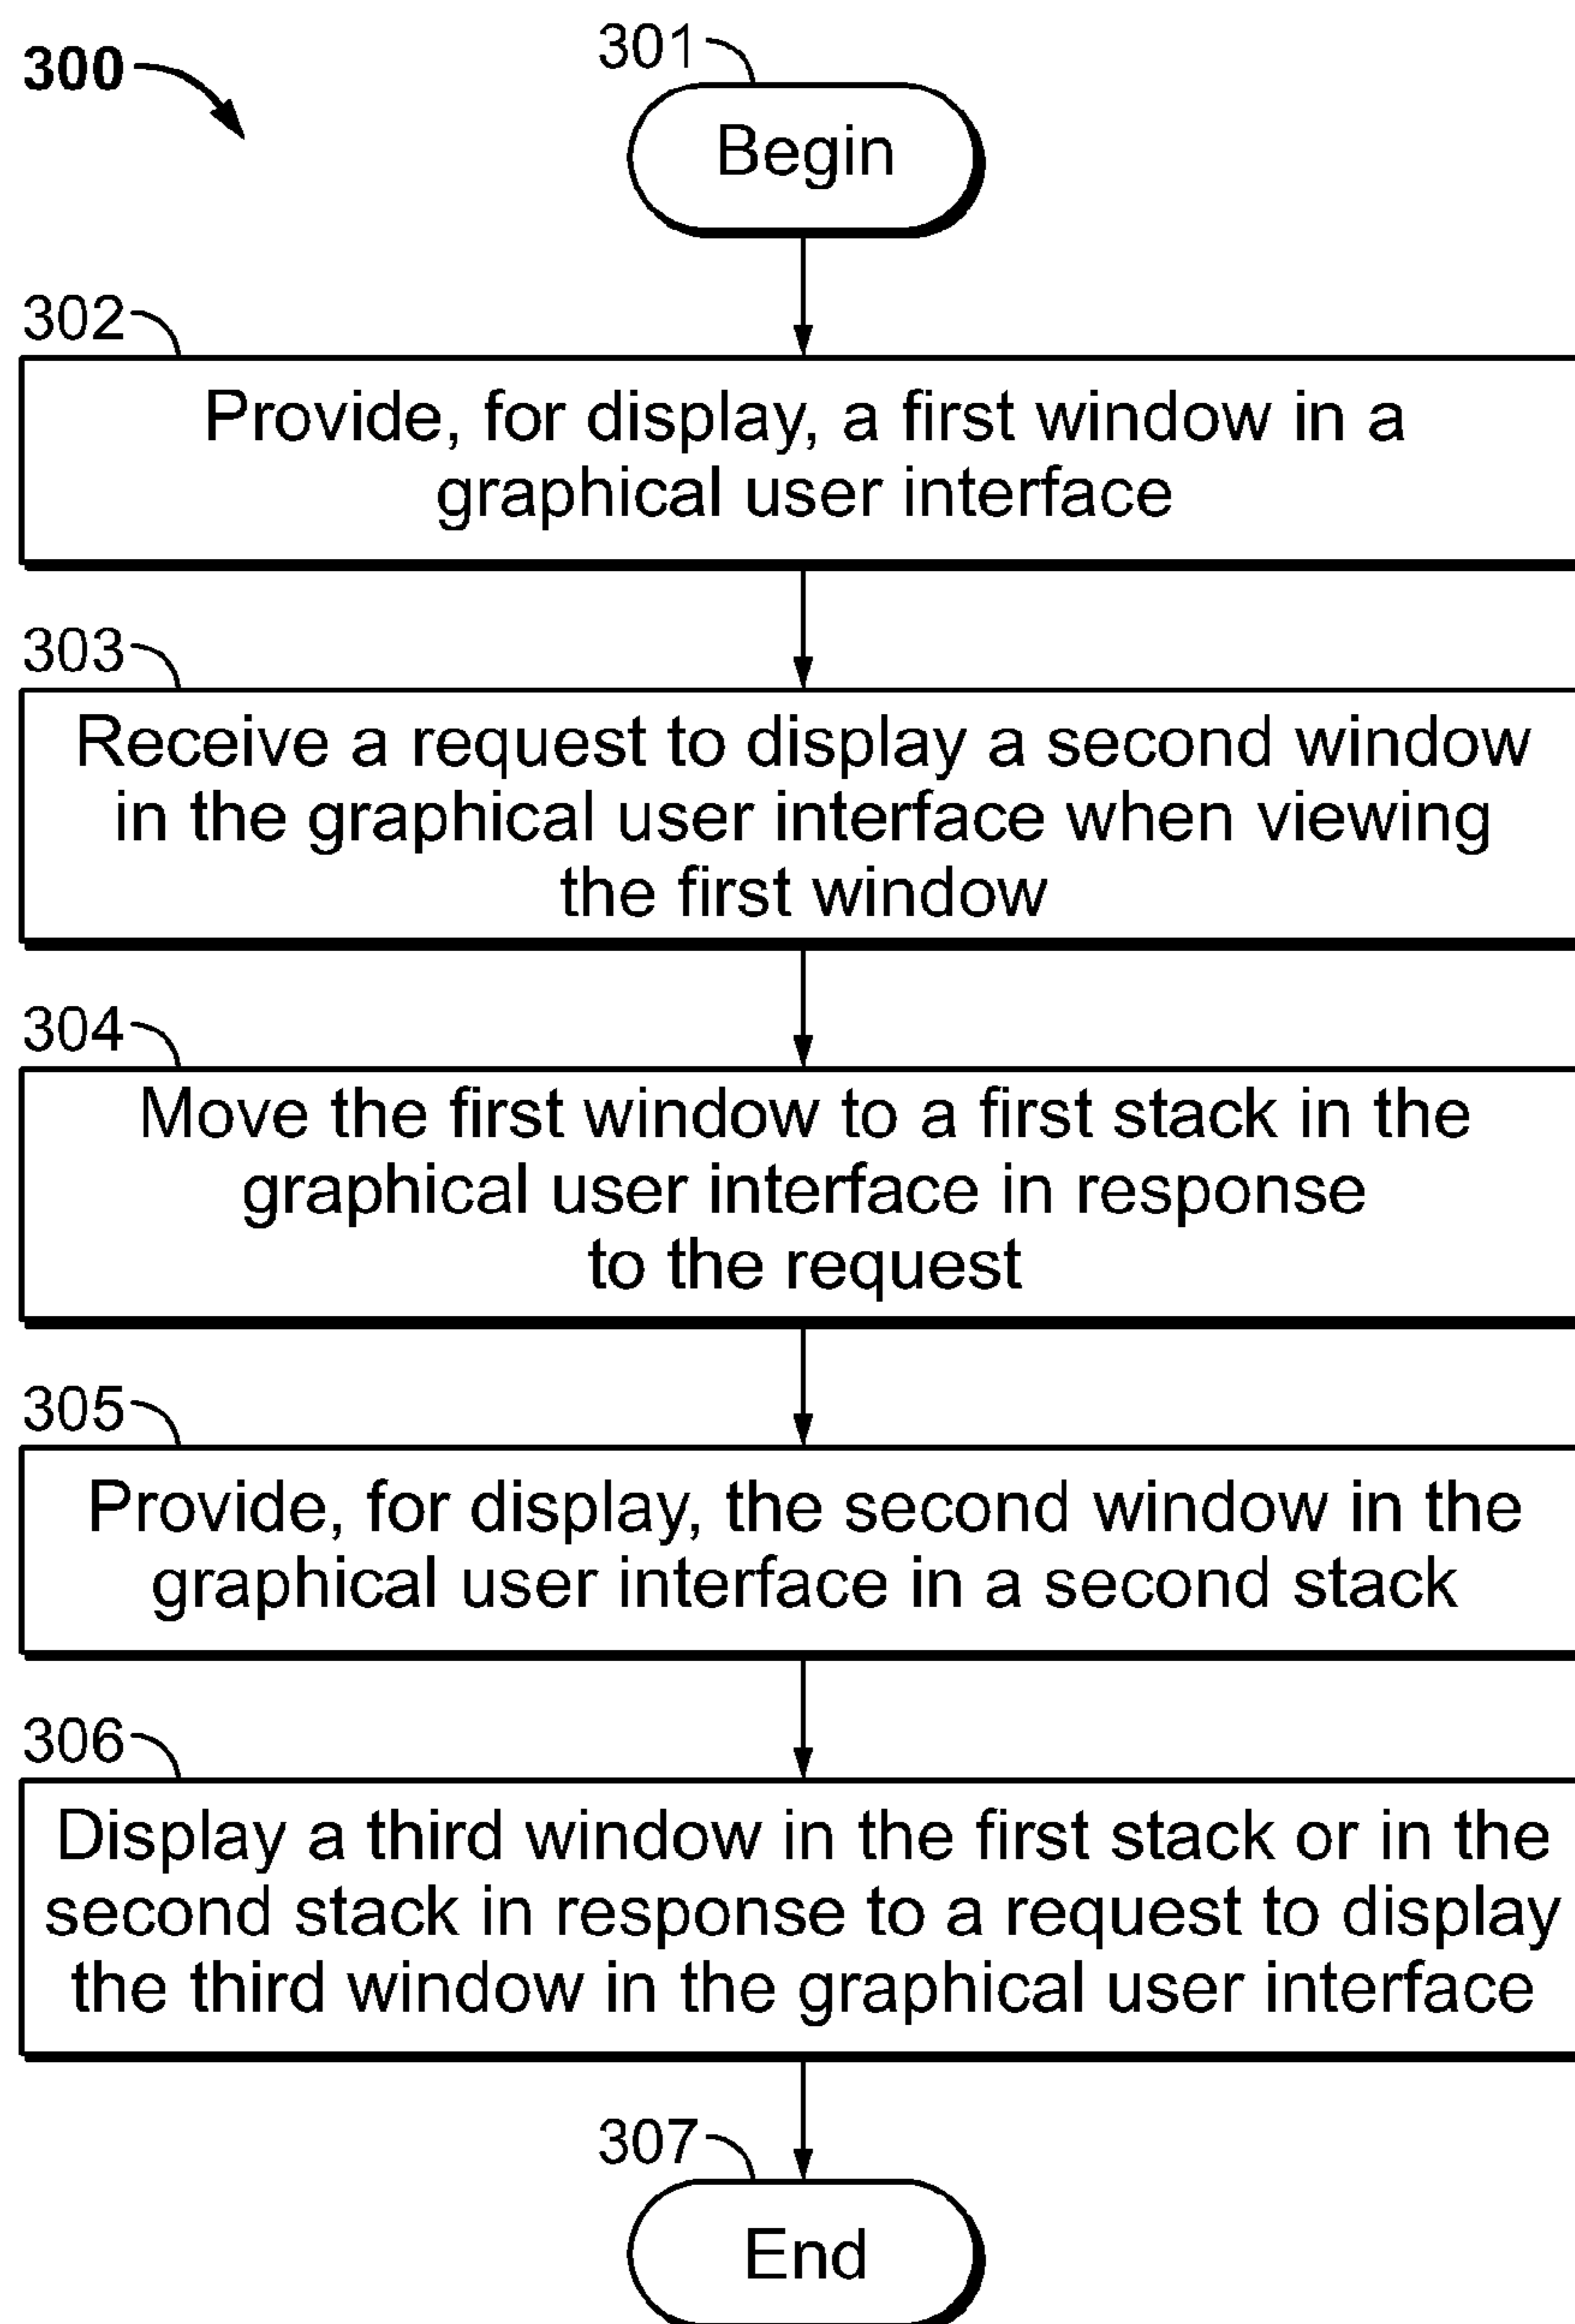 300
301
Begin
302
Provide, for display, a first window in a
graphical user interface
303
Receive a request to display a second window
in the graphical user interface when viewing
the first window
304
Move the first window to a first stack in the
graphical user interface in response
to the request
305
Provide, for display, the second window in the
graphical user interface in a second stack
306
Display a third window in the first stack or in the
second stack in response to a request to display
the third window in the graphical user interface
307
End